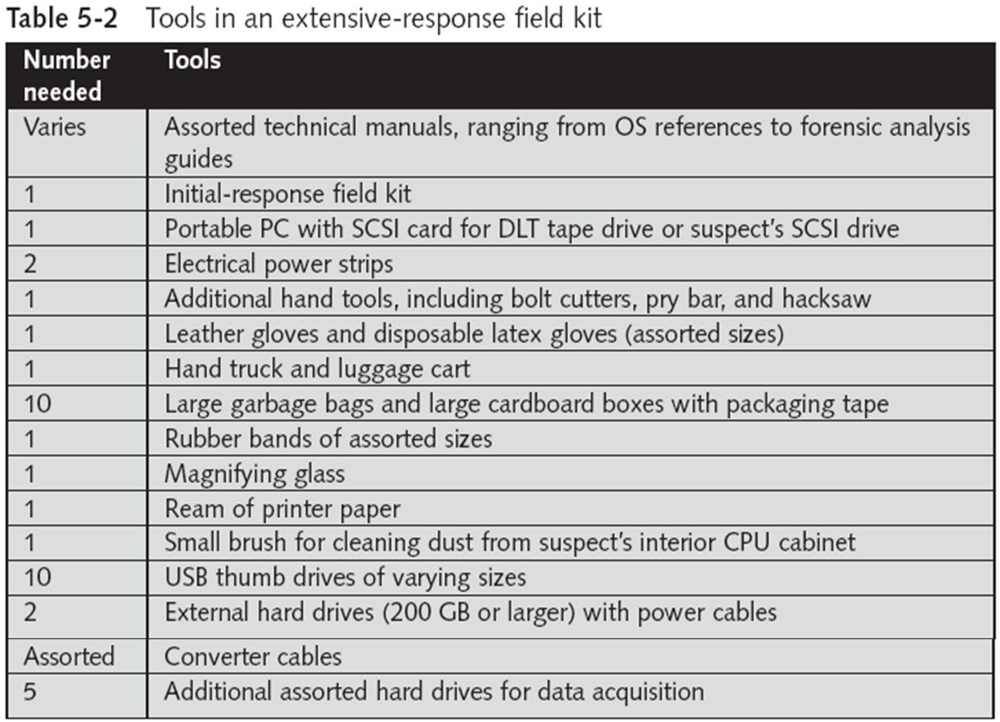 Table 5-2 Tools in an extensive-response field kit
Number needed Tools
Varies Assorted technical manuals, ranging from OS references to forensic analysis
guides
1 Initial-response field kit
1 Portable PC with SCSI card for DLT tape drive or suspect’s SCSI drive
2 Electrical power strips
1 Additional hand tools, including bolt cutters, pry bar, and hacksaw
1 Leather gloves and disposable latex gloves (assorted sizes)
1 Hand truck and luggage cart
10 Large garbage bags and large cardboard boxes with packaging tape
1 Rubber bands of assorted sizes
1 Magnifying glass
1 Ream of printer paper
1 Small brush for cleaning dust from suspect’s interior CPU cabinet
10 USB thumb drives of varying sizes
2 External hard drives (200 GB or larger) with power cables
Assorted Converter cables
5 Additional assorted hard drives for data acquisition